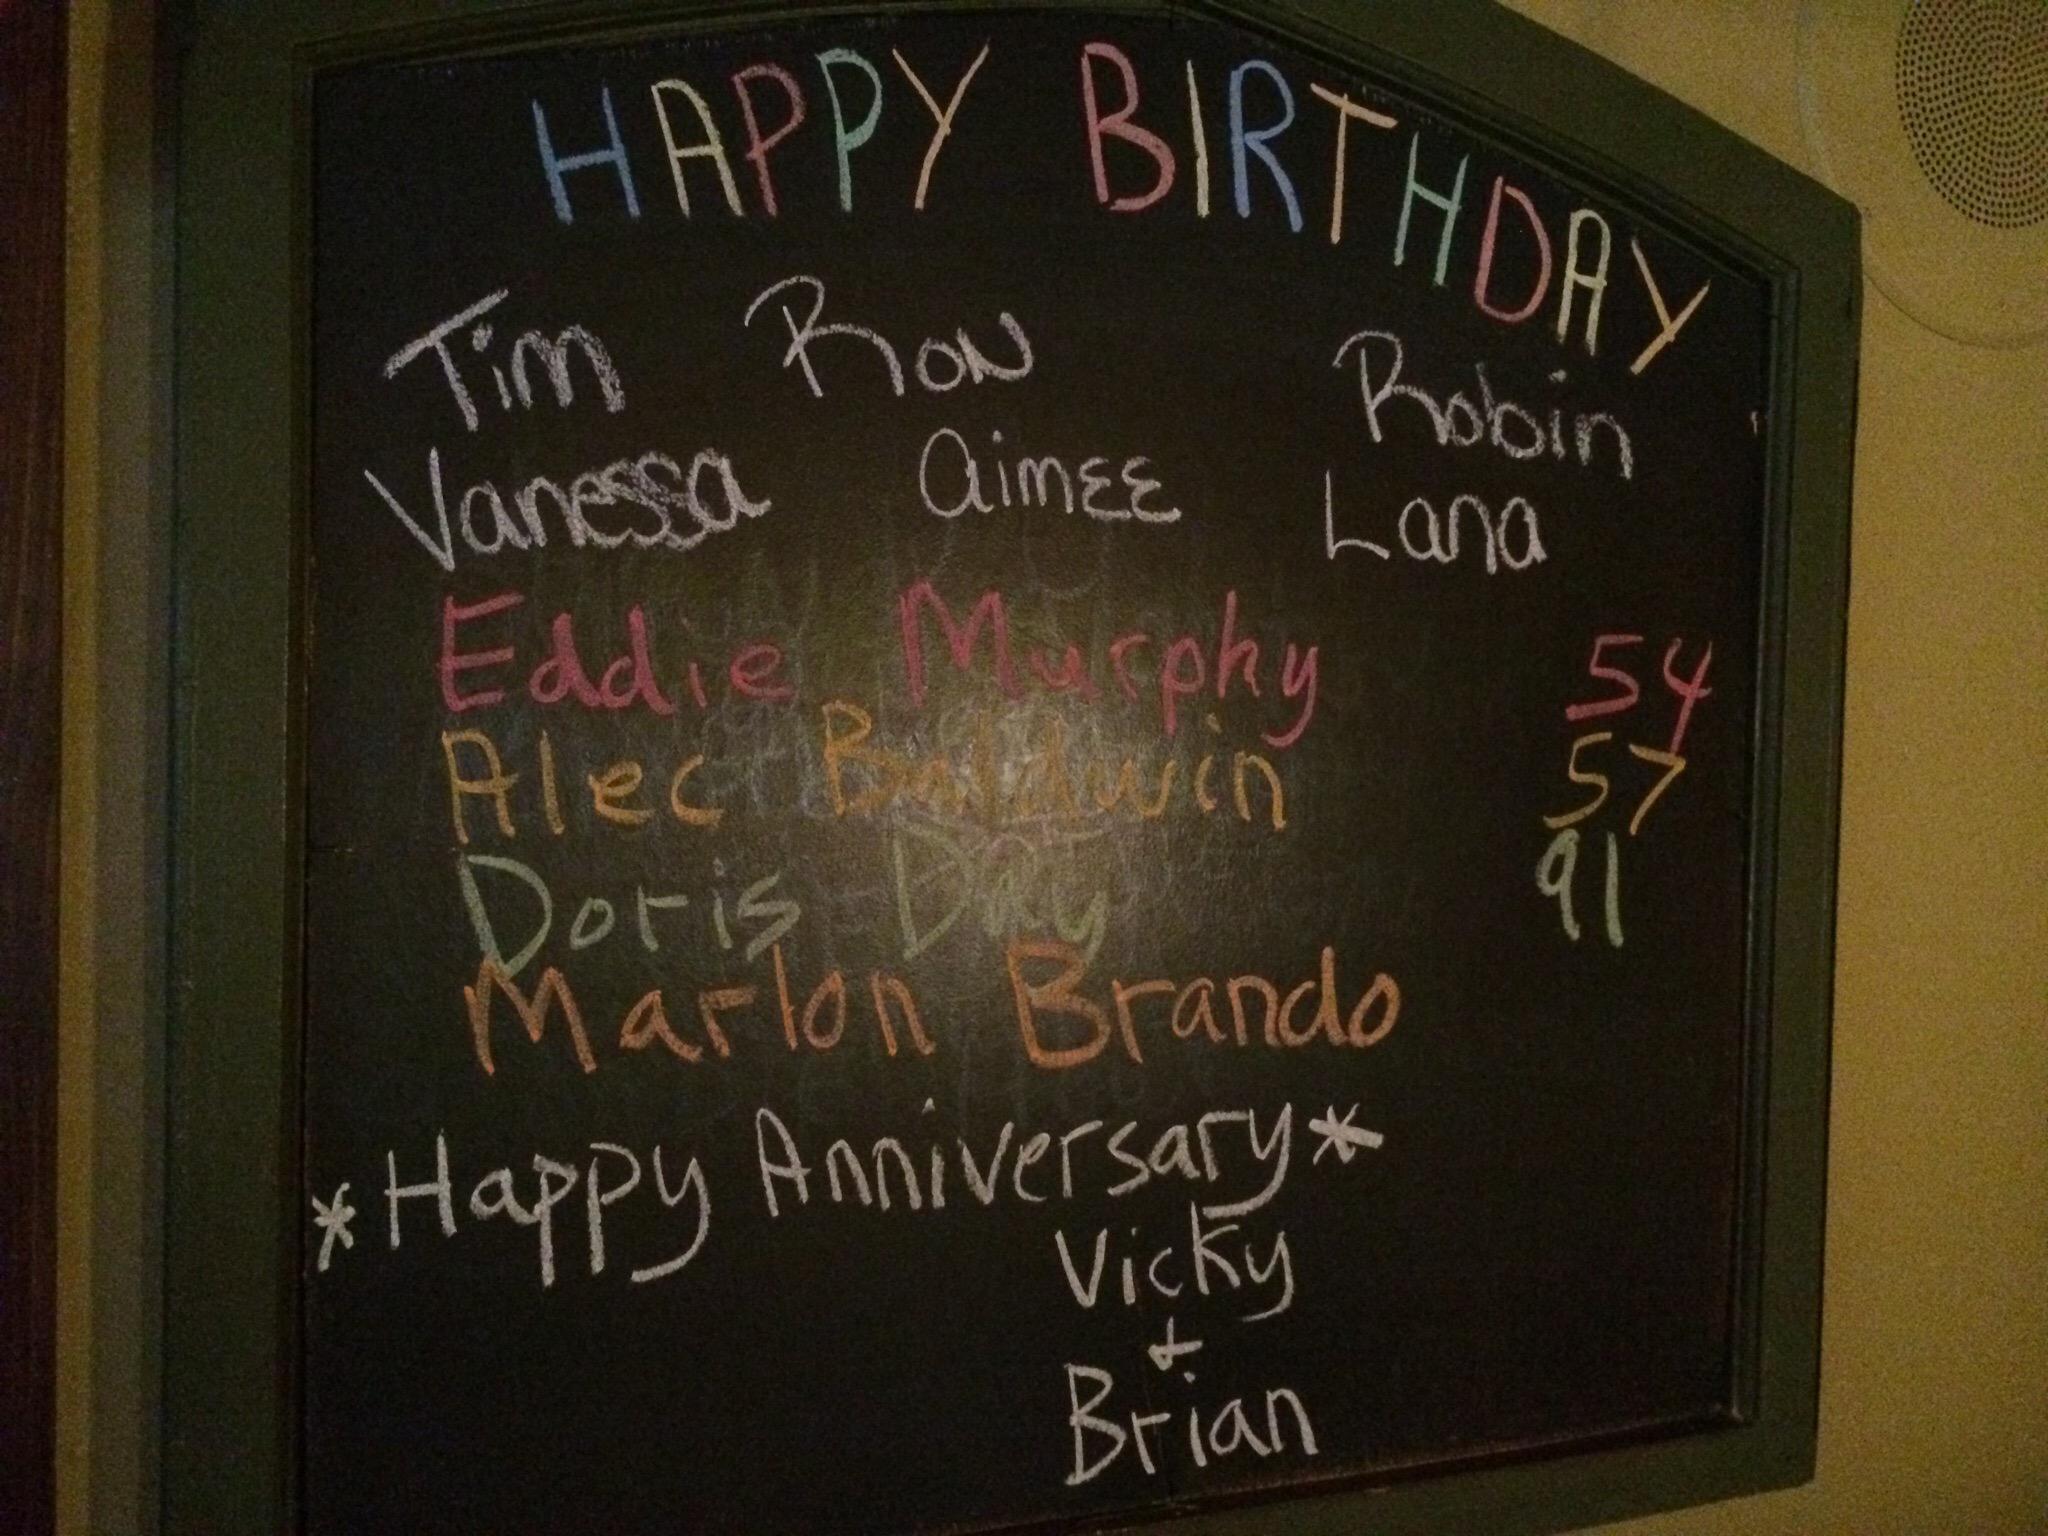 HAPPY BIRTHDAY
Tim Ron Robin
Vanessa Aimee Lana
Eddie Murphy 54
Alec Baldwin 57
Doris Day 91
Marlon Brando
*Happy Anniversary*
Vicky
&
Brian